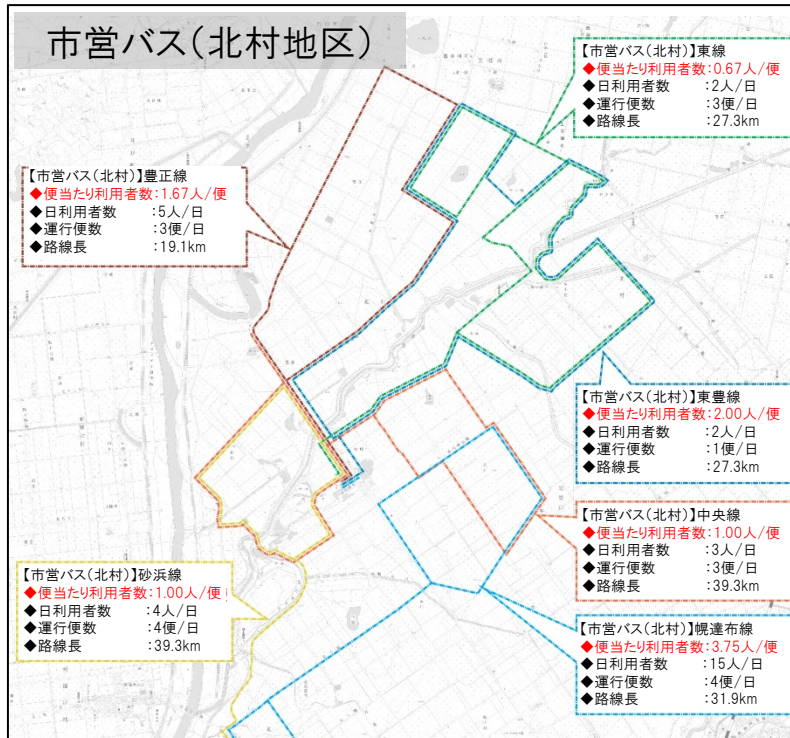 市営バス(北村地区)
【市営バス(北村)】東線
◆便当たり利用者数:0.67人/便
◆日利用者数 :2人/日
◆運行便数 :3便/日
◆路線長 :27.3km
【市営バス(北村)】豊正線
◆便当たり利用者数:1.67人/便
◆日利用者数 :5人/日
◆運行便数 :3便/日
◆路線長 :19.1km
【市営バス(北村)】東豊線
◆便当たり利用者数:2.00人/便
◆日利用者数 :2人/日
◆運行便数 :1便/日
◆路線長 :27.3km
【市営バス(北村)】中央線
◆便当たり利用者数:1.00人/便
◆日利用者数 :3人/日
◆運行便数 :3便/日
◆路線長 :39.3km
【市営バス(北村)】砂浜線
◆便当たり利用者数:1.00人/便
◆日利用者数 :4人/日
◆運行便数 :4便/日
◆路線長 :39.3km
【市営バス(北村)】幌達布線
◆便当たり利用者数:3.75人/便
◆日利用者数 :15人/日
◆運行便数 :4便/日
◆路線長 :31.9km